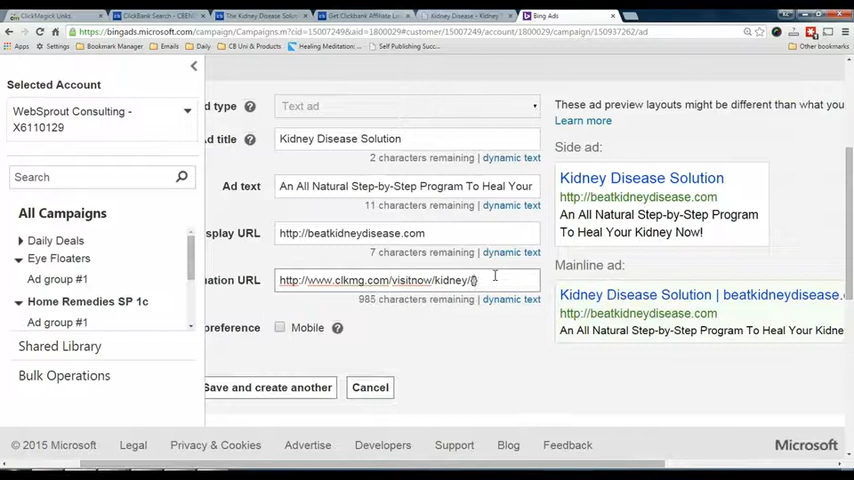 ClickMagick Links
ClickBank Search - CBEN
The Kidney Disease Solut
Get Clickbank Affiliate L
Kidney Disease - Kidney
Bing Ads
https://bingads.microsoft.com/campaign/Campaigns.m?cid=15007249&aid=1800029#customer/15007249/account/1800029/campaign/150937262/ad
Apps
Settings
Bookmark Manager
Email
Daily
CB Uni & Products
Healing Meditation:
Self Publishing Succ
Other bookmarks
Selected Account
WebSprout Consulting -
X6110129
Search
All Campaigns
Daily Deals
Eye Floaters
Ad group #1
Home Remedies SP 1c
Ad group #1
Shared Library
Bulk Operations
d type
Text ad
d title
Kidney Disease Solution
2 characters remaining | dynamic text
Ad text
An All Natural Step-by-Step Program To Heal Your
11 characters remaining | dynamic text
splay URL
http://beatkidneydisease.com
7 characters remaining | dynamic text
nation URL
http://www.clkmg.com/visitnow/kidney/{}
985 characters remaining | dynamic text
preference
Mobile
Save and create another
Cancel
These ad preview layouts might be different than what you
Learn more
Side ad:
Kidney Disease Solution
http://beatkidneydisease.com
An All Natural Step-by-Step Program
To Heal Your Kidney Now!
Mainline ad:
Kidney Disease Solution | beatkidneydisease.
http://beatkidneydisease.com
An All Natural Step-by-Step Program To Heal Your Kidne
© 2015 Microsoft
Legal
Privacy & Cookies
Advertise
Developers
Support
Blog
Feedback
Microsoft